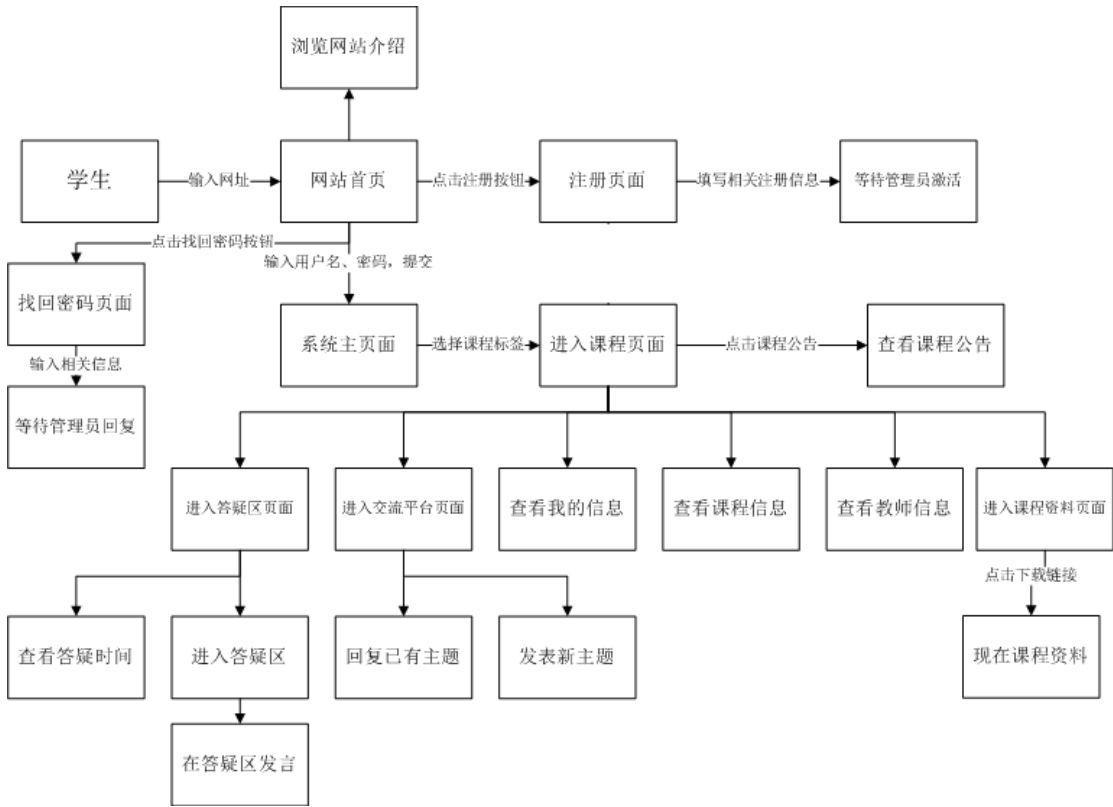 浏览网站介绍
学生
输入网址
网站首页
点击注册按钮
注册页面
填写相关注册信息
等待管理员激活
点击找回密码按钮
输入用户名、密码，提交
找回密码页面
系统主页面
选择课程标签
进入课程页面
点击课程公告
查看课程公告
输入相关信息
等待管理员回复
进入答疑区页面
进入交流平台页面
查看我的信息
查看课程信息
查看教师信息
进入课程资料页面
点击下载链接
查看答疑时间
进入答疑区
回复已有主题
发表新主题
现在课程资料
在答疑区发言